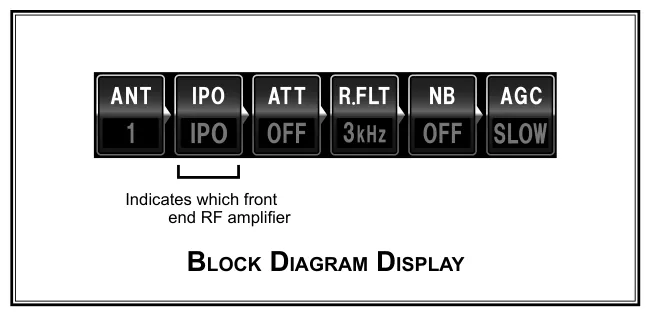 ANT IPO ATT R.FLT NB AGC
1 IPO OFF 3kHz OFF SLOW
Indicates which front
end RF amplifier
BLOCK DIAGRAM DISPLAY